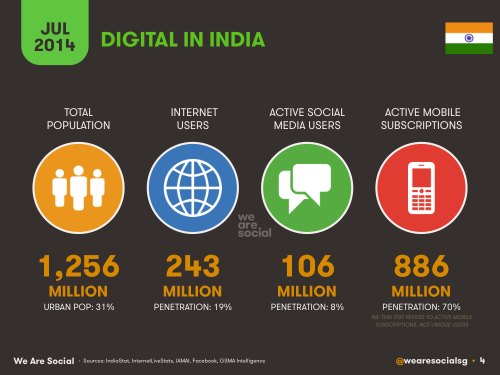 JUL
2014
DIGITAL IN INDIA
TOTAL
POPULATION
INTERNET
USERS
ACTIVE SOCIAL
MEDIA USERS
ACTIVE MOBILE
SUBSCRIPTIONS
we
are
social
1,256
MILLION
URBAN POP: 31%
243
MILLION
PENETRATION: 19%
106
MILLION
PENETRATION: 8%
886
MILLION
PENETRATION: 70%
NB: THIS STAT REFERS TO ACTIVE MOBILE
SUBSCRIPTIONS, NOT UNIQUE USERS
We Are Social • Sources: IndiaStat, InternetLiveStats, IAMAI, Facebook, GSMA Intelligence
@wearesocialsg • 4